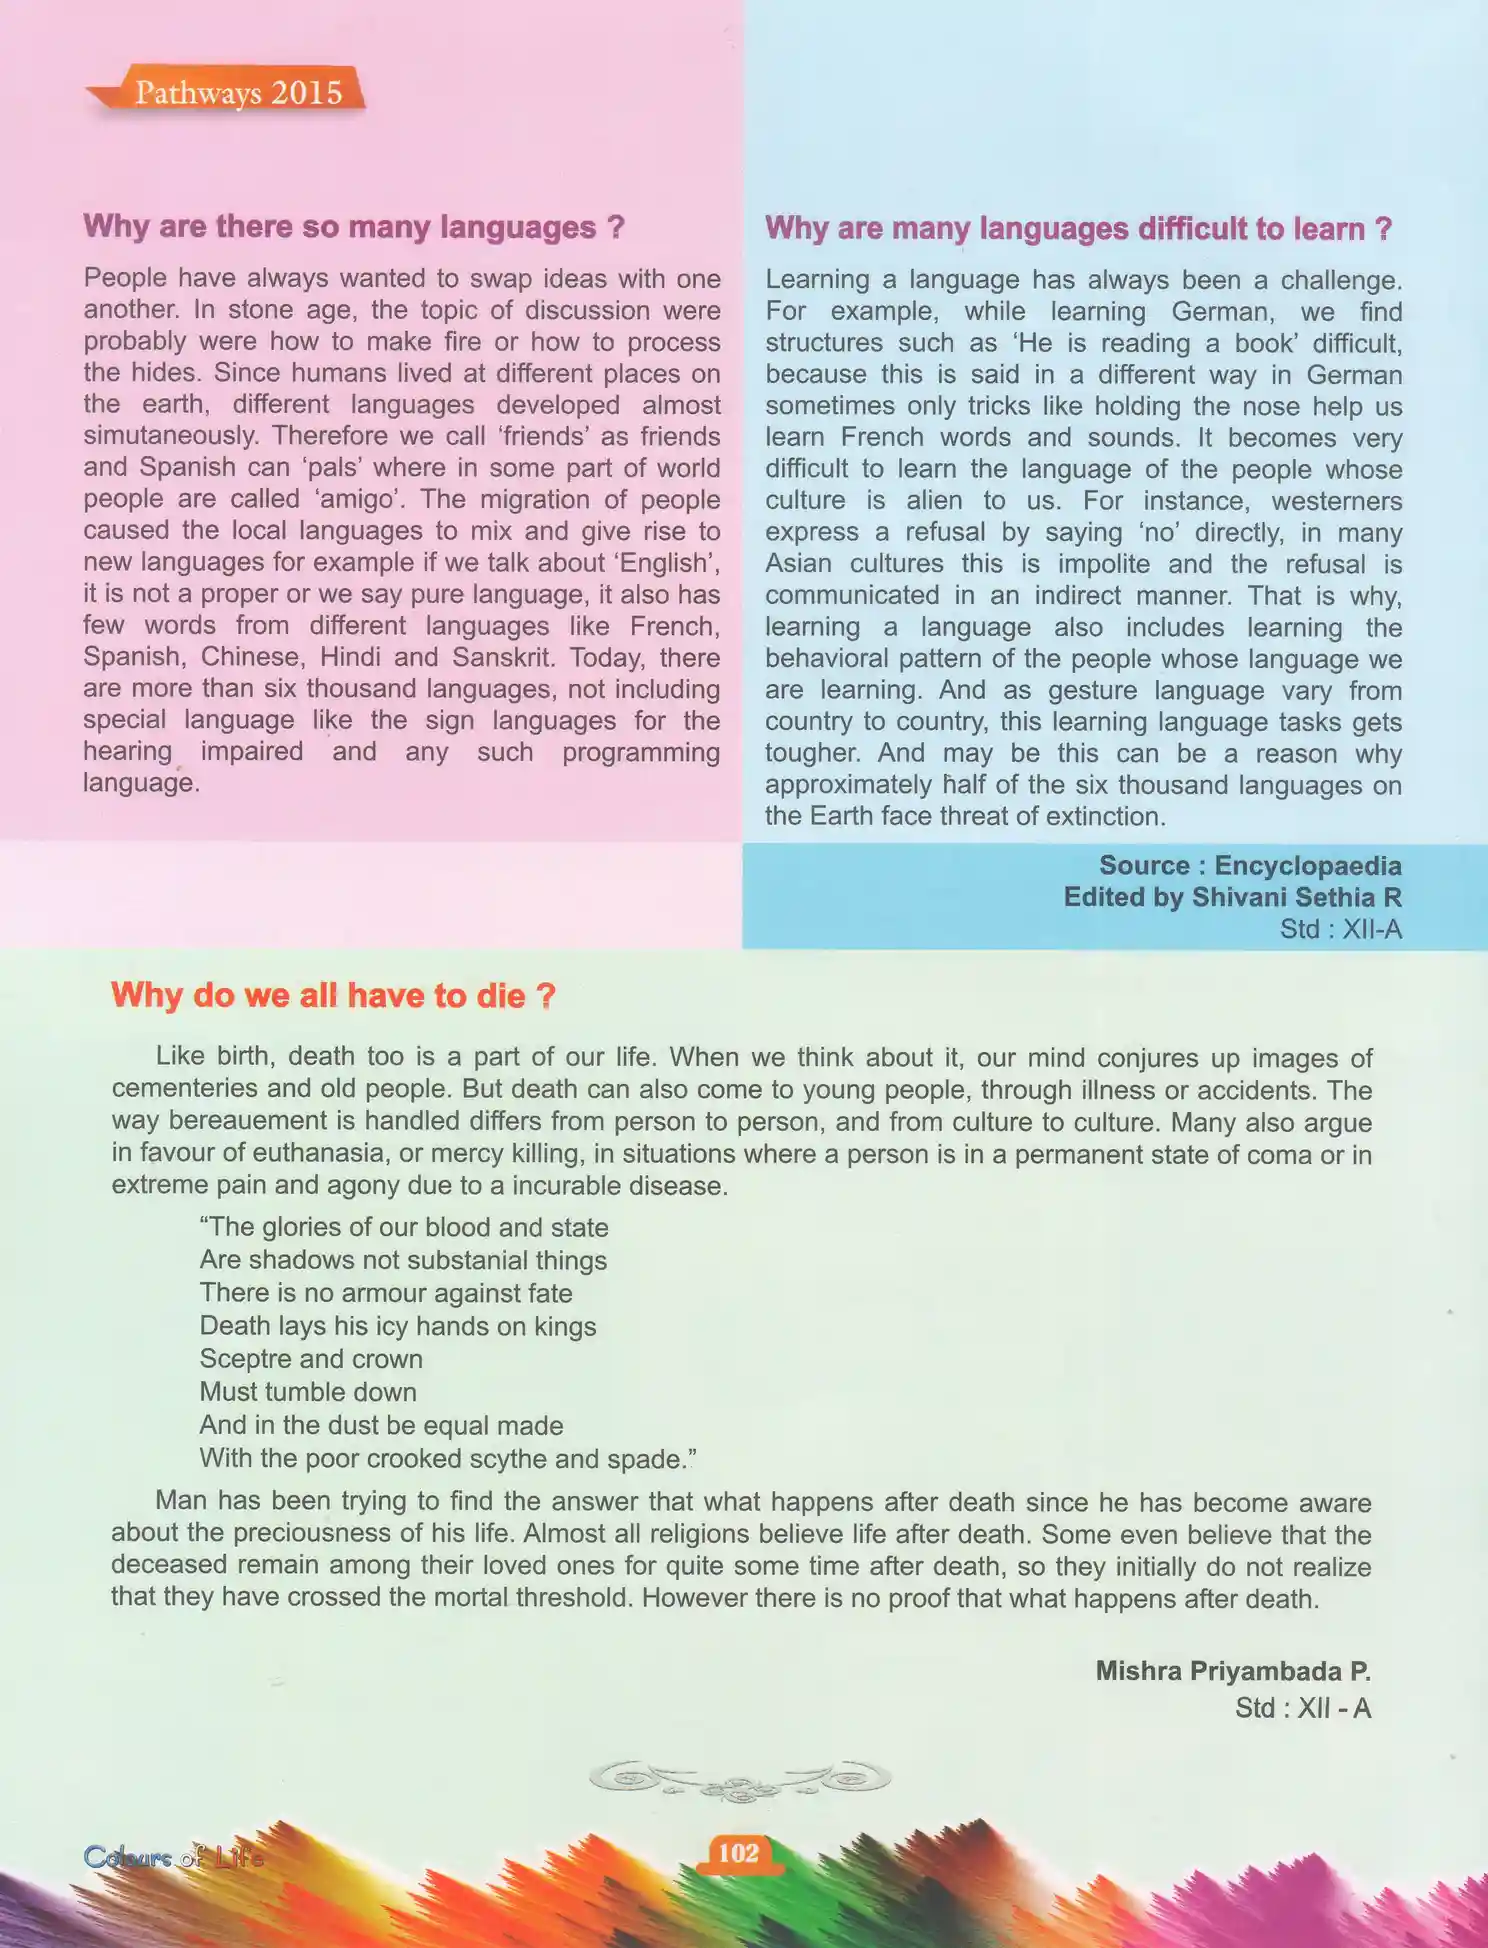 Pathways 2015
Why are there so many languages ?
People have always wanted to swap ideas with one
another. In stone age, the topic of discussion were
probably were how to make fire or how to process
the hides. Since humans lived at different places on
the earth, different languages developed almost
simutaneously. Therefore we call ‘friends’ as friends
and Spanish can ‘pals’ where in some part of world
people are called ‘amigo’. The migration of people
caused the local languages to mix and give rise to
new languages for example if we talk about ‘English’,
it is not a proper or we say pure language, it also has
few words from different languages like French,
Spanish, Chinese, Hindi and Sanskrit. Today, there
are more than six thousand languages, not including
special language like the sign languages for the
hearing impaired and any such programming
language.
Why are many languages difficult to learn ?
Learning a language has always been a challenge.
For example, while learning German, we find
structures such as ‘He is reading a book’ difficult,
because this is said in a different way in German
sometimes only tricks like holding the nose help us
learn French words and sounds. It becomes very
difficult to learn the language of the people whose
culture is alien to us. For instance, westerners
express a refusal by saying ‘no’ directly, in many
Asian cultures this is impolite and the refusal is
communicated in an indirect manner. That is why,
learning a language also includes learning the
behavioral pattern of the people whose language we
are learning. And as gesture language vary from
country to country, this learning language tasks gets
tougher. And may be this can be a reason why
approximately half of the six thousand languages on
the Earth face threat of extinction.
Source : Encyclopaedia
Edited by Shivani Sethia R
Std : XII-A
Why do we all have to die ?
Like birth, death too is a part of our life. When we think about it, our mind conjures up images of
cementeries and old people. But death can also come to young people, through illness or accidents. The
way bereauement is handled differs from person to person, and from culture to culture. Many also argue
in favour of euthanasia, or mercy killing, in situations where a person is in a permanent state of coma or in
extreme pain and agony due to a incurable disease.
“The glories of our blood and state
Are shadows not substanial things
There is no armour against fate
Death lays his icy hands on kings
Sceptre and crown
Must tumble down
And in the dust be equal made
With the poor crooked scythe and spade.”
Man has been trying to find the answer that what happens after death since he has become aware
about the preciousness of his life. Almost all religions believe life after death. Some even believe that the
deceased remain among their loved ones for quite some time after death, so they initially do not realize
that they have crossed the mortal threshold. However there is no proof that what happens after death.
Mishra Priyambada P.
Std : XII - A
Colours of Life
102